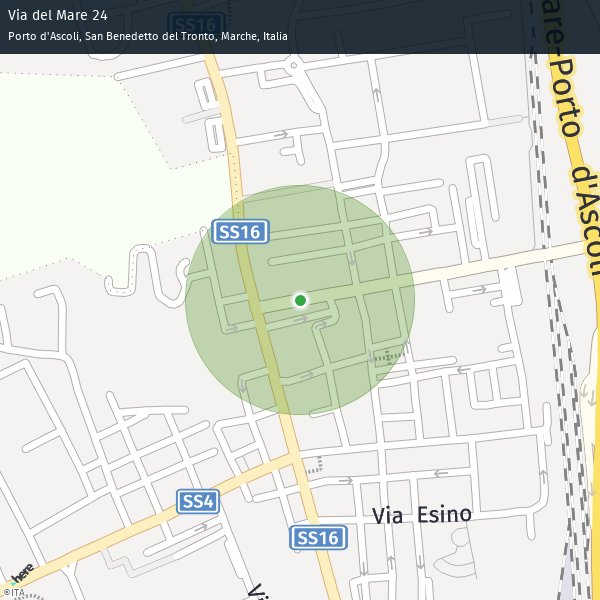 Via del Mare 24
Porto d'Ascoli, San Benedetto del Tronto, Marche, Italia
SS16
are-Porto d'Ascoli
SS16
SS4
Via Esino
SS16
here
©ITA
Vi